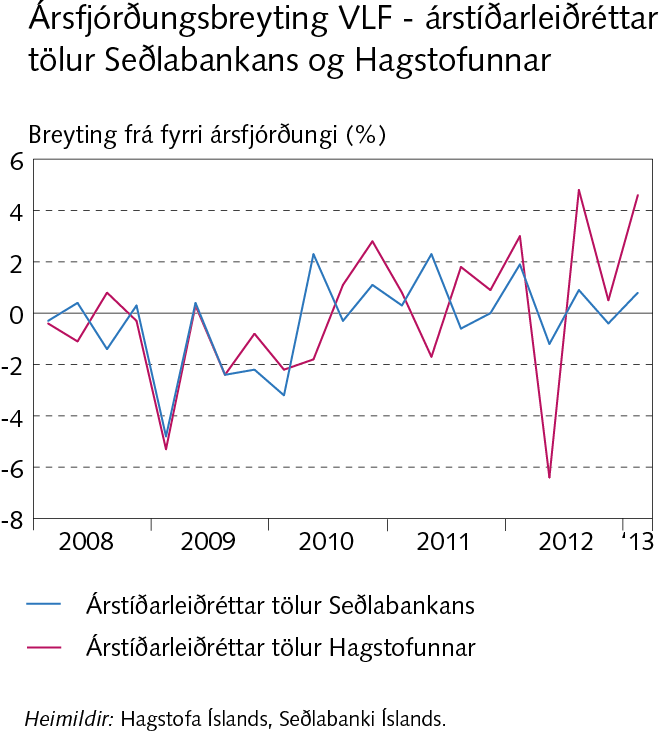 Ársfjórðungsbreyting VLF - árstíðarleiðréttar
tölur Seðlabankans og Hagstofunnar
Breyting frá fyrri ársfjórðungi (%)
6
4
2
0
-2
-4
-6
-8
2008 2009 2010 2011 2012 '13
Árstíðarleiðréttar tölur Seðlabankans
Árstíðarleiðréttar tölur Hagstofunnar
Heimildir: Hagstofa Íslands, Seðlabanki Íslands.